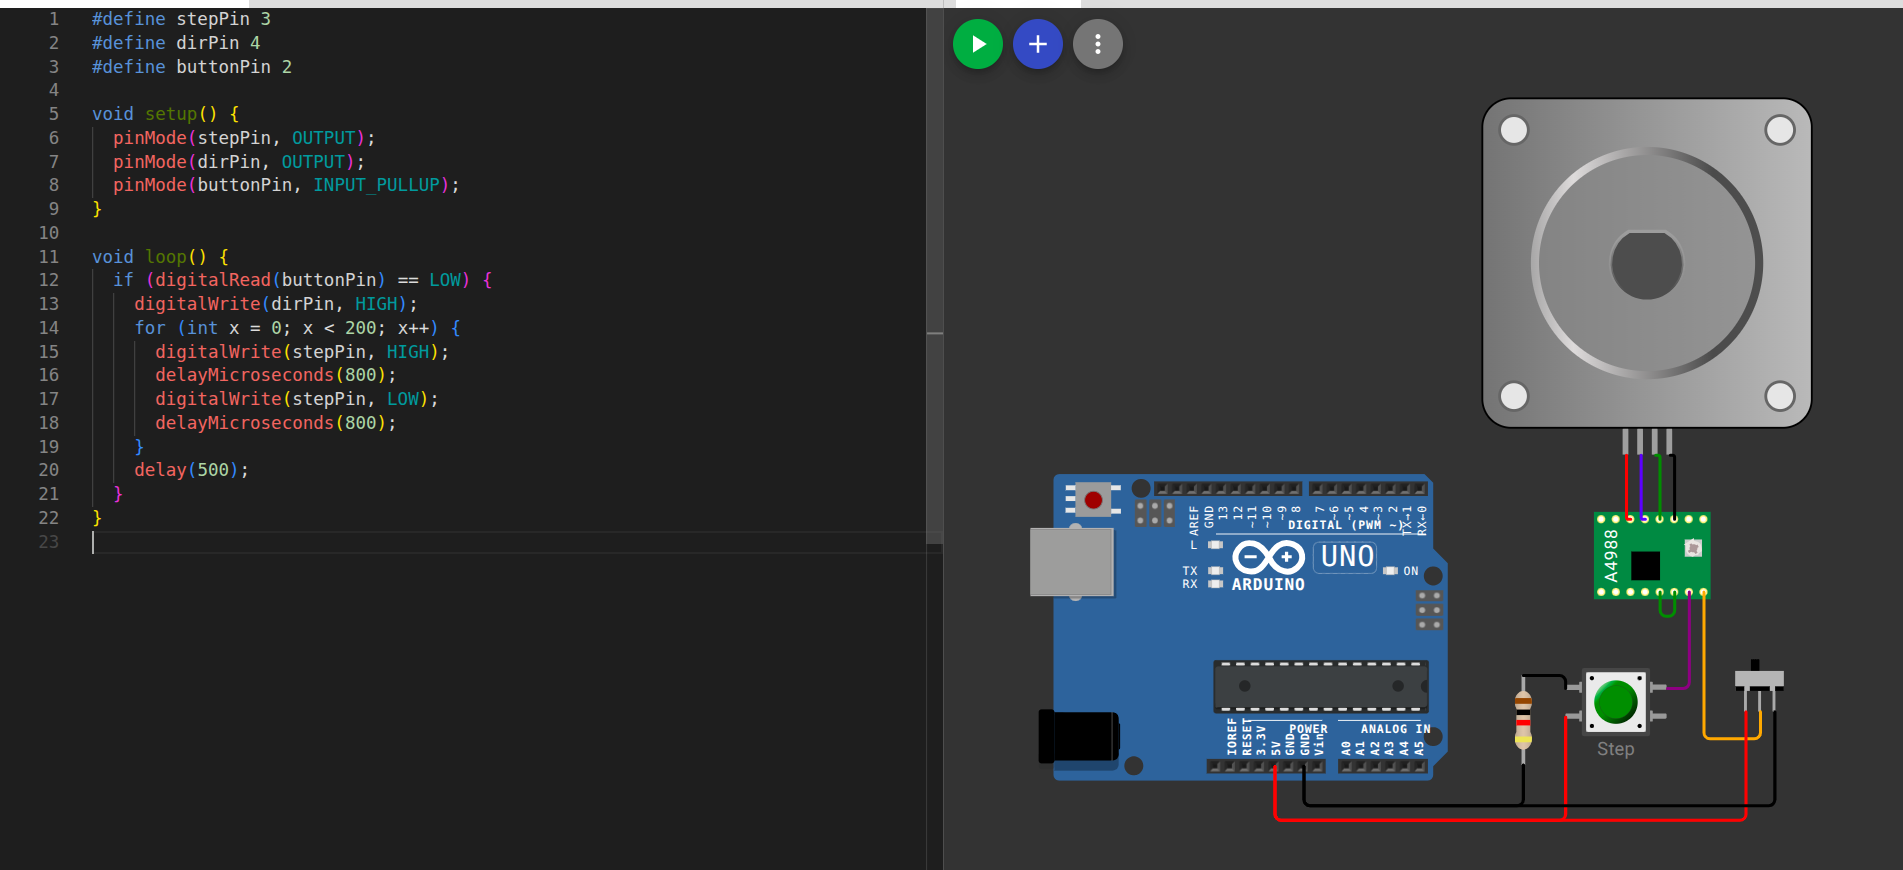 1 #define stepPin 3
2 #define dirPin 4
3 #define buttonPin 2
4
5 void setup() {
6   pinMode(stepPin, OUTPUT);
7   pinMode(dirPin, OUTPUT);
8   pinMode(buttonPin, INPUT_PULLUP);
9 }
10
11 void loop() {
12   if (digitalRead(buttonPin) == LOW) {
13     digitalWrite(dirPin, HIGH);
14     for (int x = 0; x < 200; x++) {
15       digitalWrite(stepPin, HIGH);
16       delayMicroseconds(800);
17       digitalWrite(stepPin, LOW);
18       delayMicroseconds(800);
19     }
20     delay(500);
21   }
22 }
23
AREF GND 13 12 ~11 ~10 ~9 8 7 ~6 ~5 4 ~3 2 TX→1 RX←0
DIGITAL (PWM ~)
L
UNO
TX
RX
ON
ARDUINO
A4988
POWER
ANALOG IN
IOREF RESET 3.3V 5V GND GND Vin A0 A1 A2 A3 A4 A5
Step